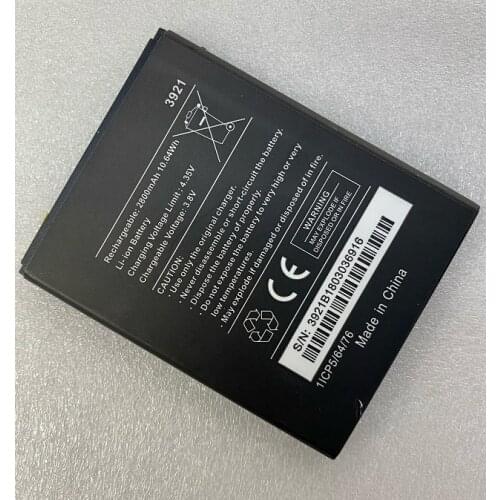 3921
Rechargeable: 2800mAh 10.64Wh
Li-ion Battery
Charging Voltage Limit: 4.35V
Chargeable Voltage: 3.8V
CAUTION:
- Use only the original charger.
- Never disassemble or short-circuit the battery.
- Dispose the battery of properly.
- Do not expose the battery to very high or very
low temperatures.
- May explode if damaged or disposed of in fire.
CE
WARNING
MAY EXPLODE IF
DISPOSED OF IN FIRE
S/N: 3921B1803036916
1ICP5/64/76
Made in China